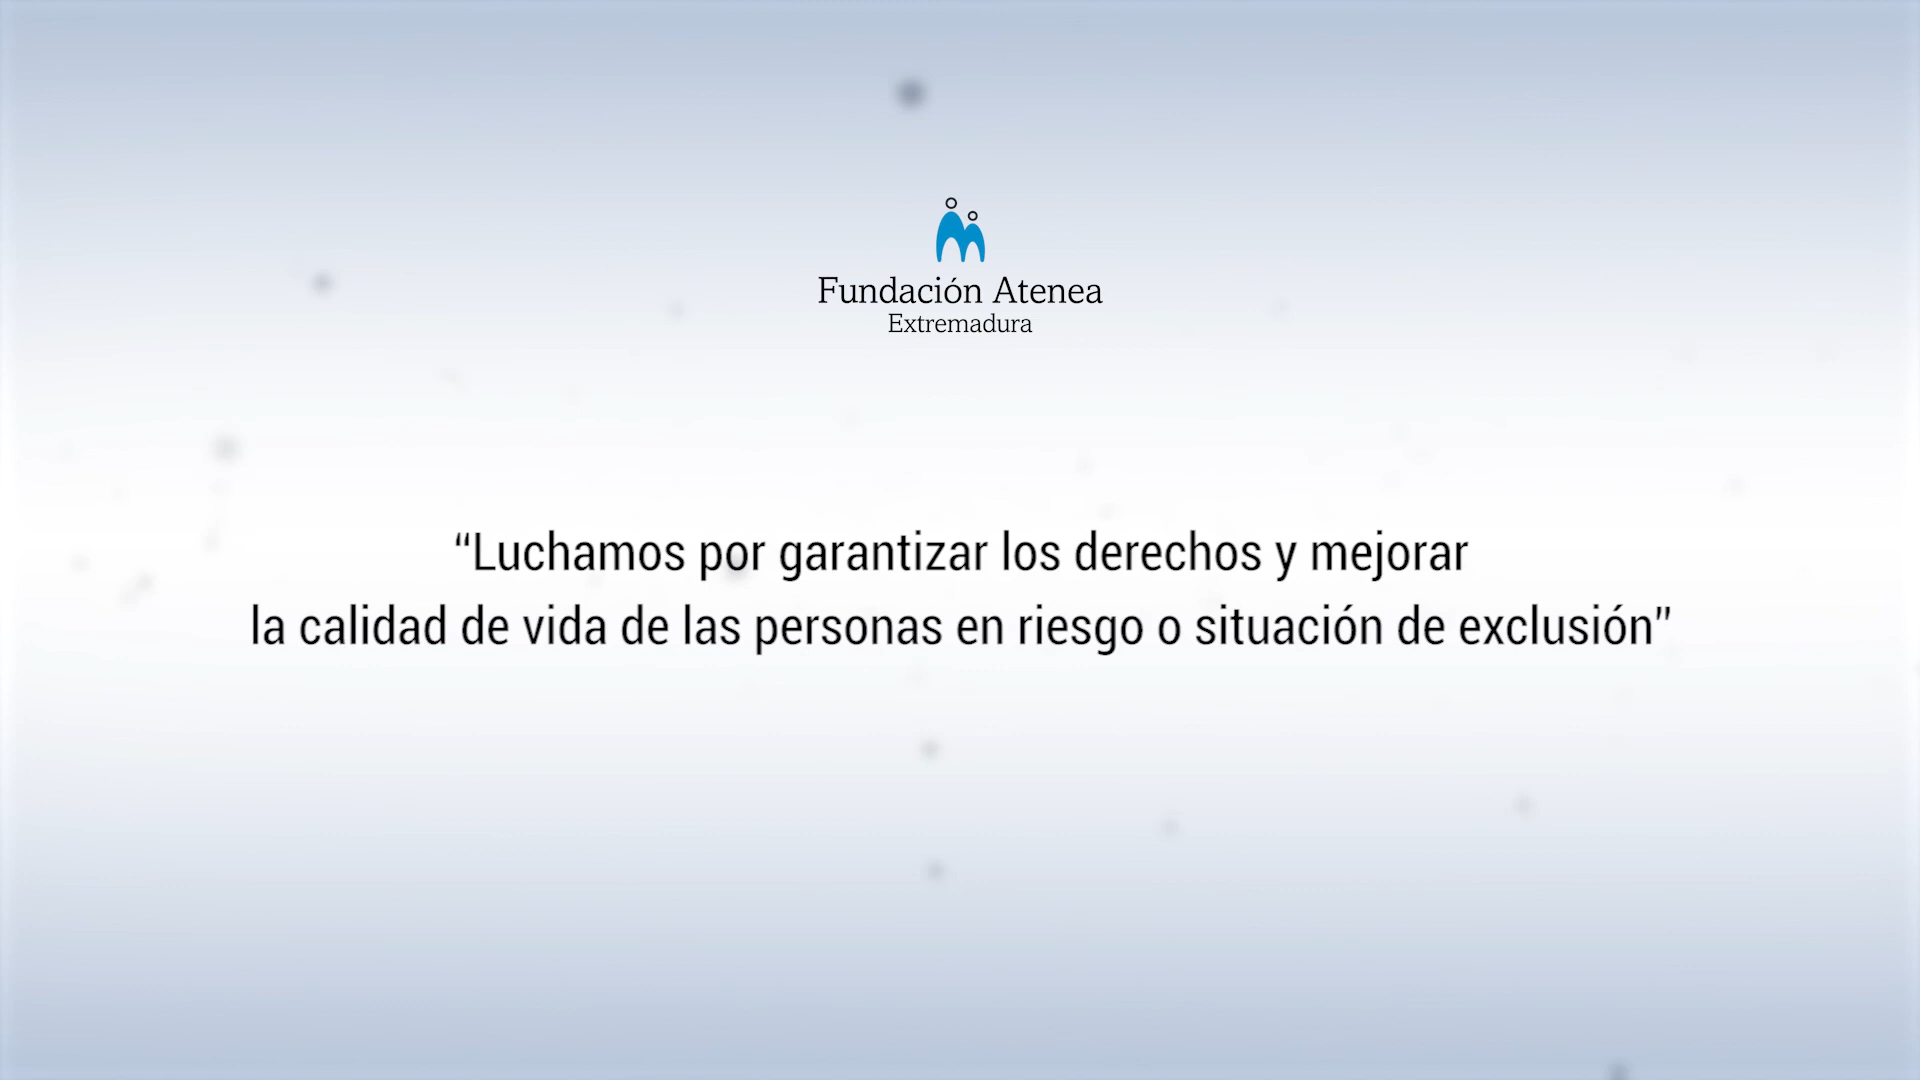 Fundación Atenea
Extremadura
“Luchamos por garantizar los derechos y mejorar
la calidad de vida de las personas en riesgo o situación de exclusión”